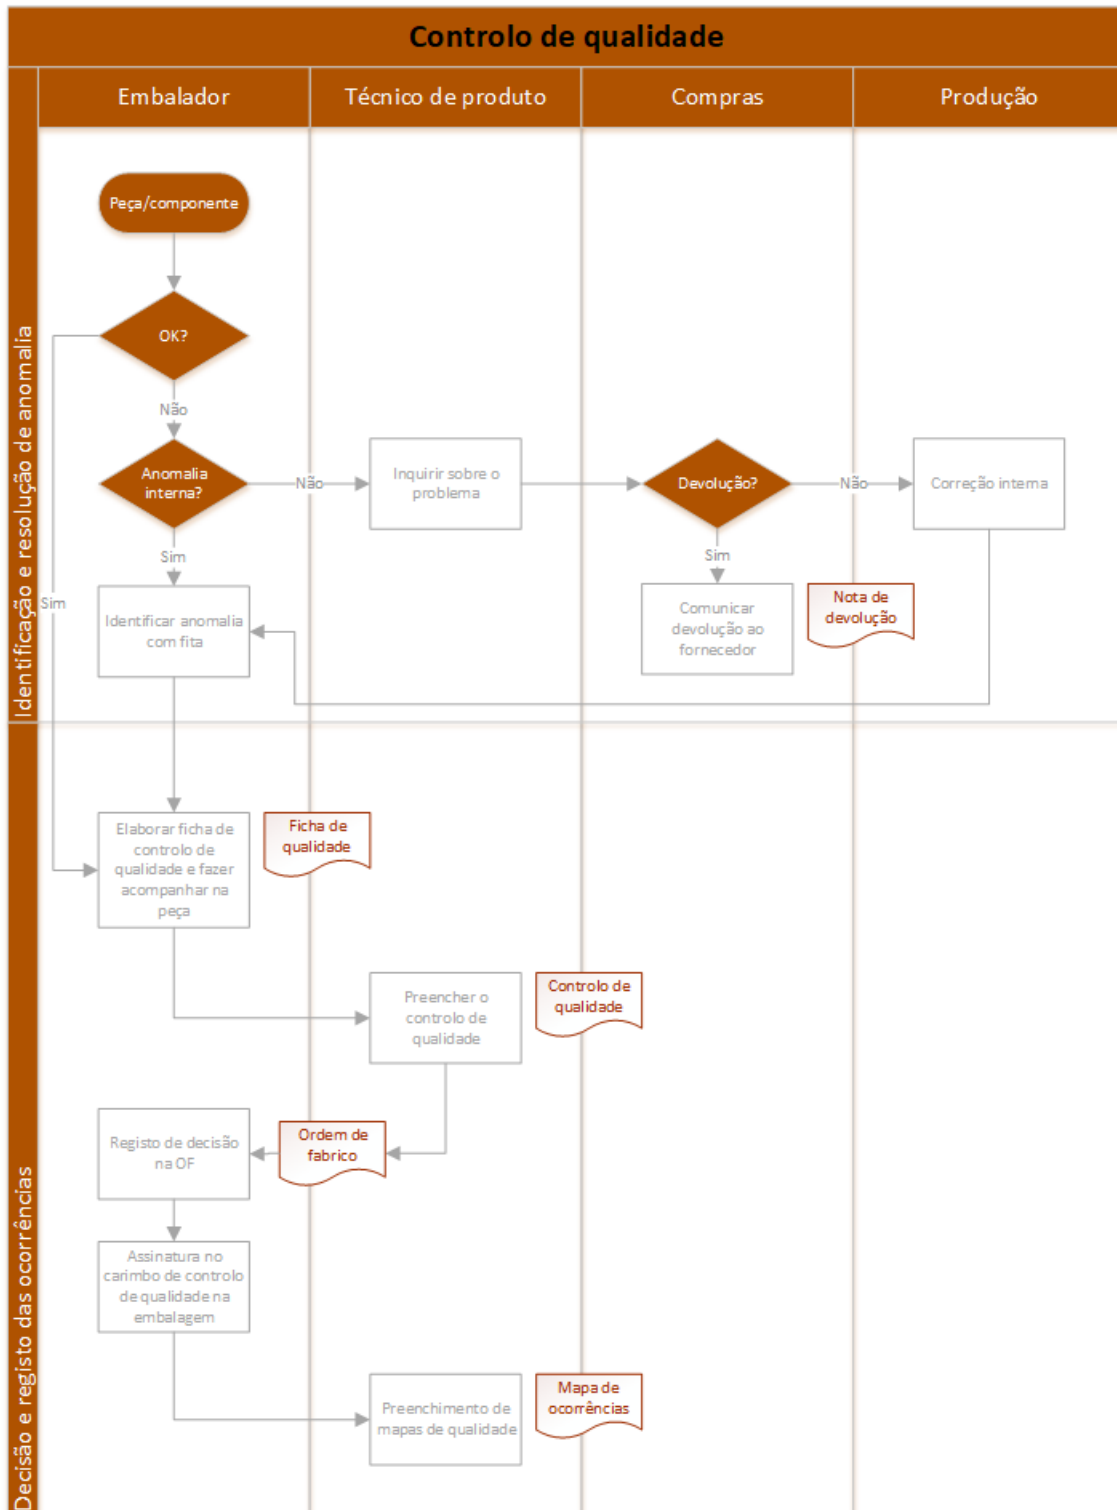 Controlo de qualidade
Embalador
Técnico de produto
Compras
Produção
Identificação e resolução de anomalia
Peça/componente
OK?
Não
Sim
Anomalia
interna?
Não
Inquirir sobre o
problema
Devolução?
Não
Correção interna
Sim
Sim
Identificar anomalia
com fita
Comunicar
devolução ao
fornecedor
Nota de
devolução
Decisão e registo das ocorrências
Elaborar ficha de
controlo de
qualidade e fazer
acompanhar na
peça
Ficha de
qualidade
Preencher o
controlo de
qualidade
Controlo de
qualidade
Registo de decisão
na OF
Ordem de
fabrico
Assinatura no
carimbo de controlo
de qualidade na
embalagem
Preenchimento de
mapas de qualidade
Mapa de
ocorrências